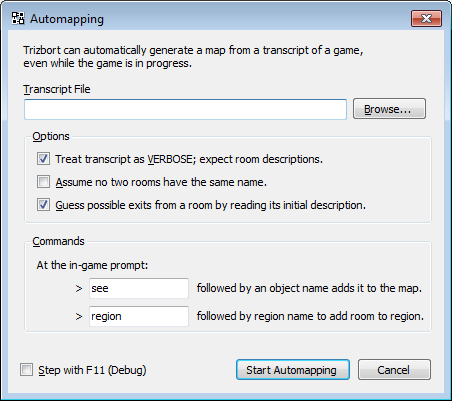 Automapping
Trizbort can automatically generate a map from a transcript of a game,
even while the game is in progress.
Transcript File
Browse...
Options
Treat transcript as VERBOSE; expect room descriptions.
Assume no two rooms have the same name.
Guess possible exits from a room by reading its initial description.
Commands
At the in-game prompt:
> see followed by an object name adds it to the map.
> region followed by region name to add room to region.
Step with F11 (Debug) Start Automapping Cancel